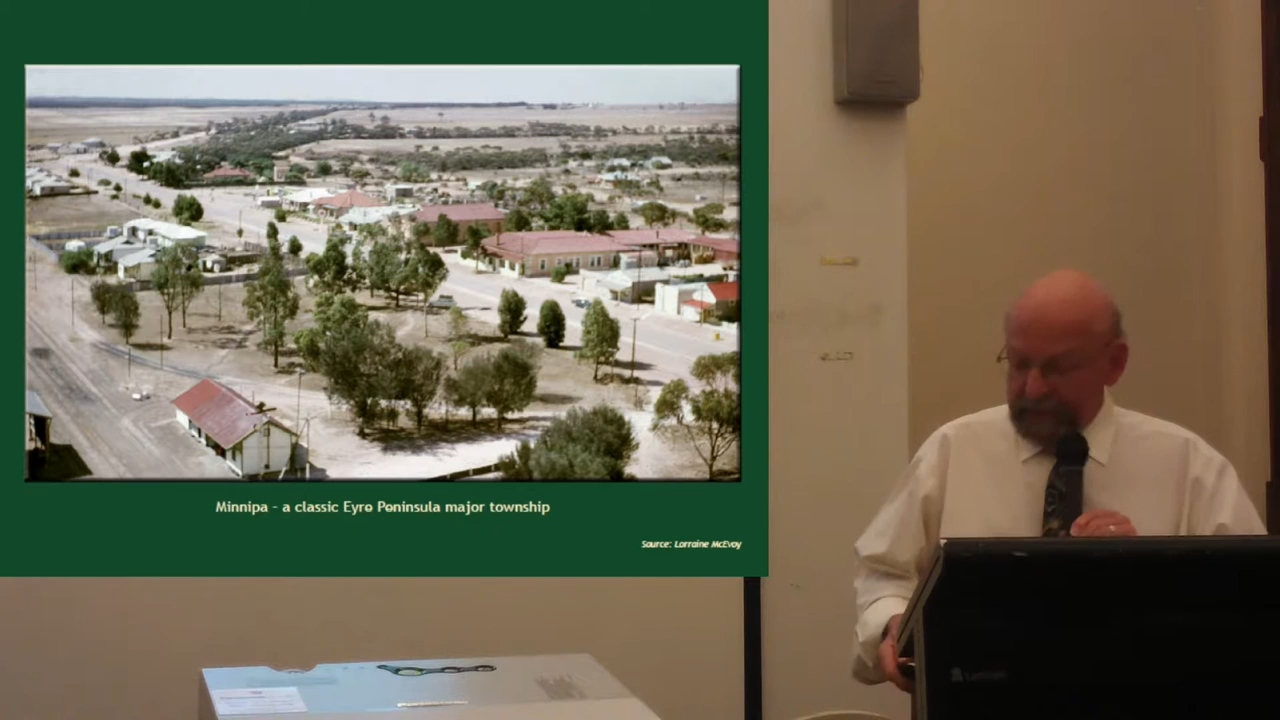 Minnipa - a classic Eyre Peninsula major township
Source: Lorraine McEvoy